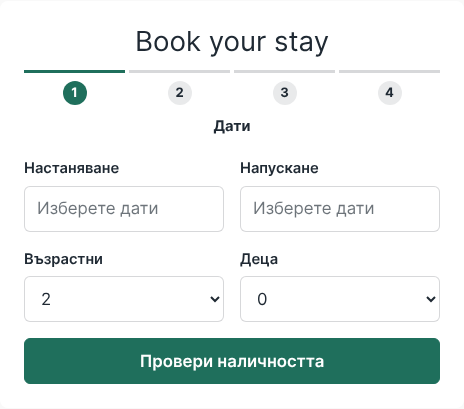 Book your stay
1 2 3 4
Дати
Настаняване Напускане
Изберете дати Изберете дати
Възрастни Деца
2 0
Провери наличността